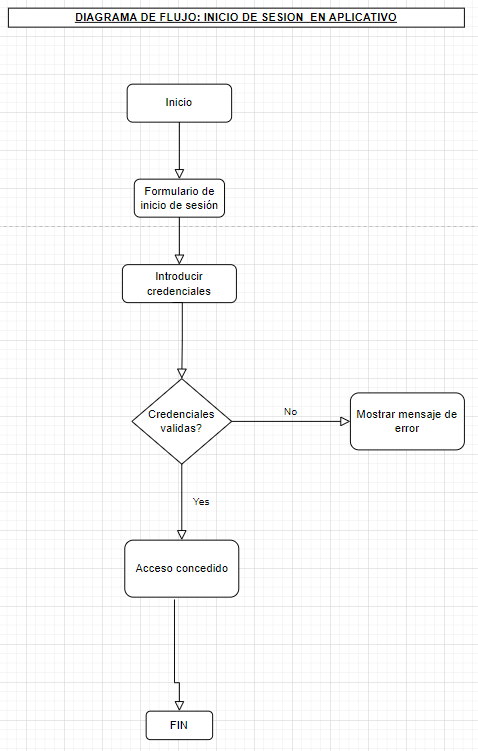 DIAGRAMA DE FLUJO: INICIO DE SESION EN APLICATIVO
Inicio
Formulario de
inicio de sesión
Introducir
credenciales
Credenciales
validas?
No
Mostrar mensaje de
error
Yes
Acceso concedido
FIN